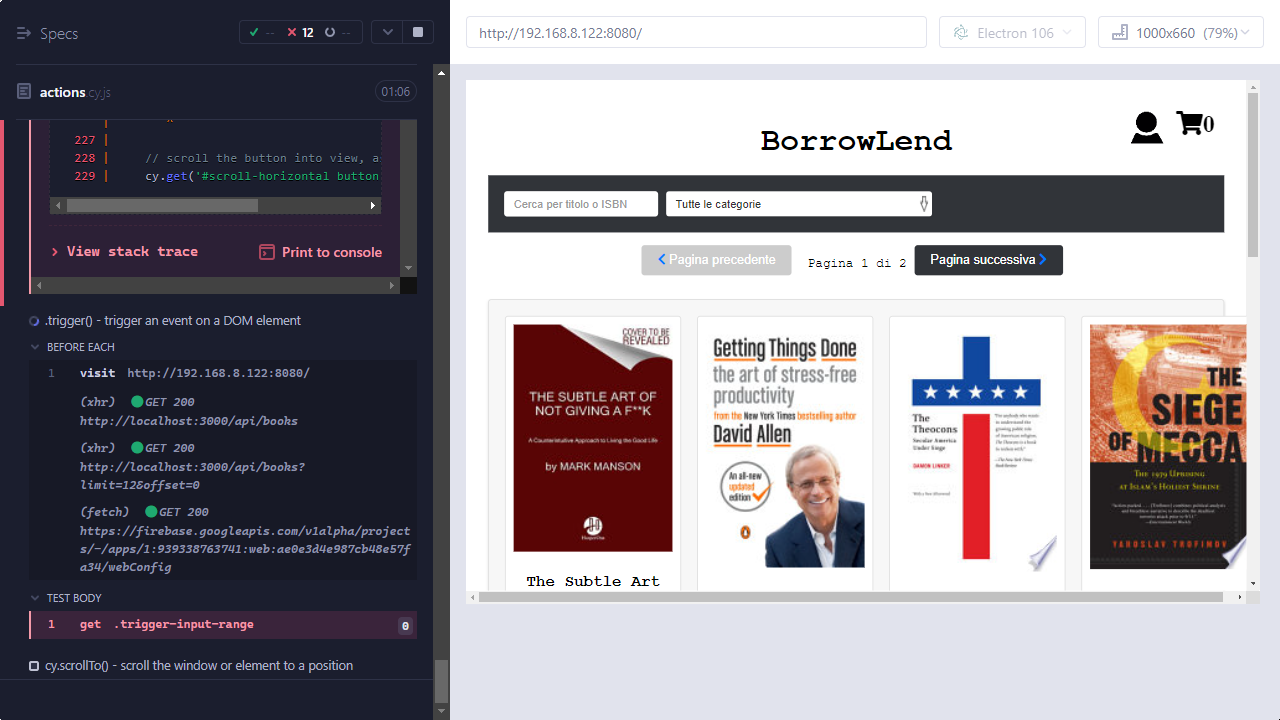 Specs
--
12
--
http://192.168.8.122:8080/
Electron 106
1000x660 (79%)
actions cy.js
01:06
227 |
228 | // scroll the button into view, as
229 | cy.get('#scroll-horizontal button'
View stack trace
Print to console
.trigger() - trigger an event on a DOM element
BEFORE EACH
1 visit http://192.168.8.122:8080/
(xhr) GET 200
http://localhost:3000/api/books
(xhr) GET 200
http://localhost:3000/api/books?
limit=12&offset=0
(fetch) GET 200
https://firebase.googleapis.com/v1alpha/project
s/-/apps/1:939338763741:web:ae0e3d4e987cb48e57f
a34/webConfig
TEST BODY
1 get .trigger-input-range 0
cy.scrollTo() - scroll the window or element to a position
BorrowLend
0
Cerca per titolo o ISBN
Tutte le categorie
Pagina precedente
Pagina 1 di 2
Pagina successiva
COVER TO BE
REVEALED
THE SUBTLE ART OF
NOT GIVING A F**K
A Counterintuitive Approach to Living the Good Life
by MARK MANSON
The Subtle Art
Getting Things Done
the art of stress-free
productivity
from the New York Times bestselling author
David Allen
An all-new
updated
edition
The
Theocons
Secular America
Under Siege
DAMON LINKER
With a New Afterword
THE
SIEGE
OF MECCA
The 1979 Uprising
at Islam's Holiest Shrine
YAROSLAV TROFIMOV